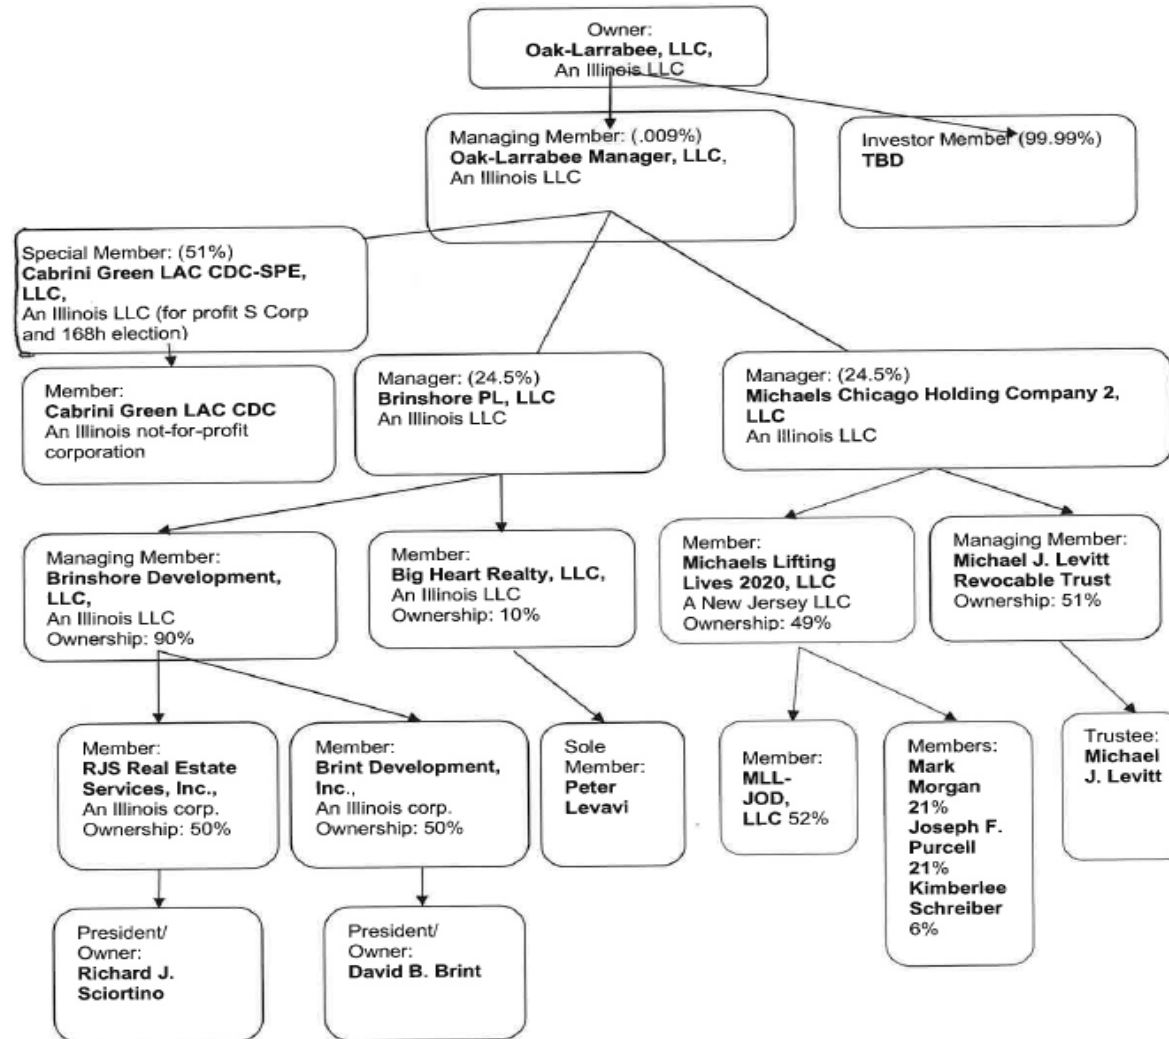 Owner:
Oak-Larrabee, LLC,
An Illinois LLC
Managing Member: (.009%)
Oak-Larrabee Manager, LLC,
An Illinois LLC
Investor Member (99.99%)
TBD
Special Member: (51%)
Cabrini Green LAC CDC-SPE,
LLC,
An Illinois LLC (for profit S Corp
and 168h election)
Member:
Cabrini Green LAC CDC
An Illinois not-for-profit
corporation
Manager: (24.5%)
Brinshore PL, LLC
An Illinois LLC
Manager: (24.5%)
Michaels Chicago Holding Company 2,
LLC
An Illinois LLC
Managing Member:
Brinshore Development,
LLC,
An Illinois LLC
Ownership: 90%
Member:
Big Heart Realty, LLC,
An Illinois LLC
Ownership: 10%
Member:
Michaels Lifting
Lives 2020, LLC
A New Jersey LLC
Ownership: 49%
Managing Member:
Michael J. Levitt
Revocable Trust
Ownership: 51%
Member:
RJS Real Estate
Services, Inc.,
An Illinois corp.
Ownership: 50%
Member:
Brint Development,
Inc.,
An Illinois corp.
Ownership: 50%
Sole
Member:
Peter
Levavi
Member:
MLL-
JOD,
LLC 52%
Members:
Mark
Morgan
21%
Joseph F.
Purcell
21%
Kimberlee
Schreiber
6%
Trustee:
Michael
J. Levitt
President/
Owner:
Richard J.
Sciortino
President/
Owner:
David B. Brint